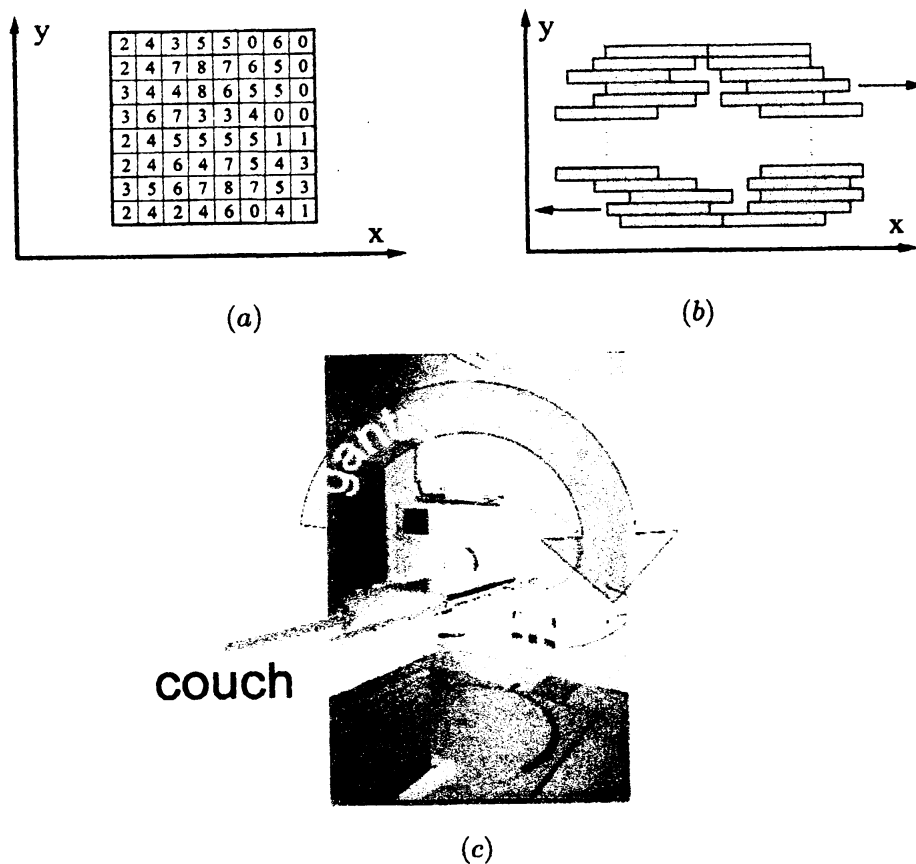 y
2 4 3 5 5 0 6 0
2 4 7 8 7 6 5 0
3 4 4 8 6 5 5 0
3 6 7 3 3 4 0 0
2 4 5 5 5 5 1 1
2 4 6 4 7 5 4 3
3 5 6 7 8 7 5 3
2 4 2 4 6 0 4 1
x
(a)
y
x
(b)
gant
couch
(c)